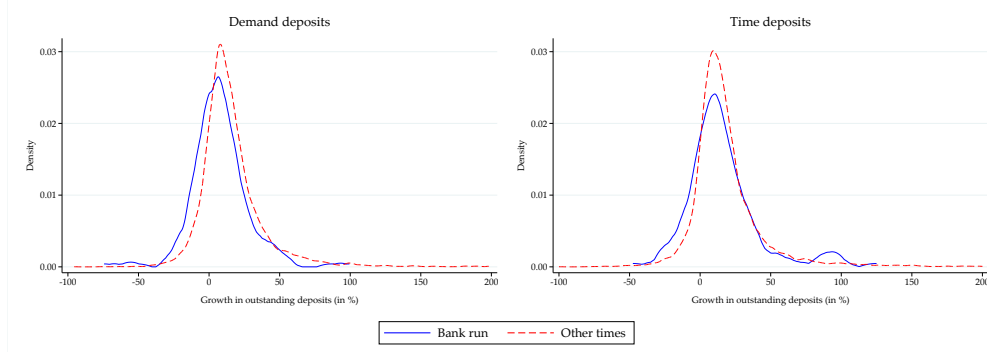 Demand deposits
Time deposits
Density
0.03
0.02
0.01
0.00
-100 -50 0 50 100 150 200
Growth in outstanding deposits (in %)
Density
0.03
0.02
0.01
0.00
-100 -50 0 50 100 150 200
Growth in outstanding deposits (in %)
Bank run Other times